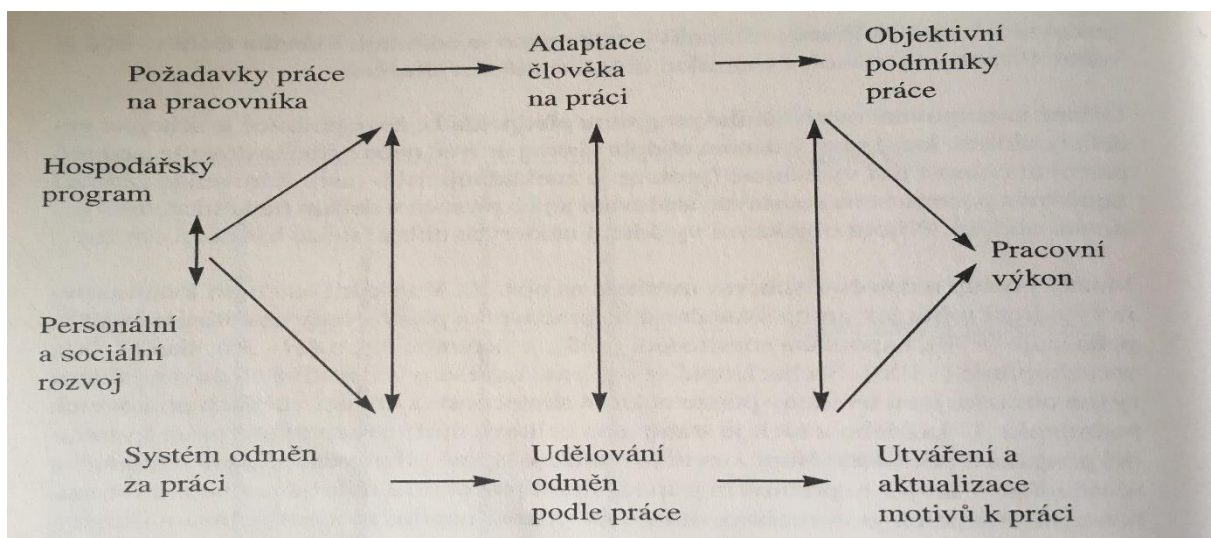 Požadavky práce
na pracovníka
Adaptace
člověka
na práci
Objektivní
podmínky
práce
Hospodářský
program
Pracovní
výkon
Personální
a sociální
rozvoj
Systém odměn
za práci
Udělování
odměn
podle práce
Utváření a
aktualizace
motivů k práci